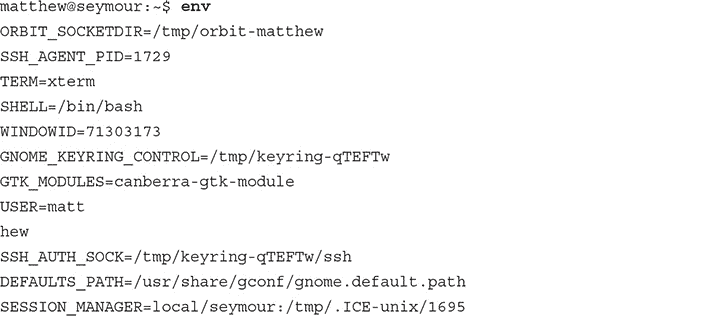 matthew@seymour:~$ env
ORBIT_SOCKETDIR=/tmp/orbit-matthew
SSH_AGENT_PID=1729
TERM=xterm
SHELL=/bin/bash
WINDOWID=71303173
GNOME_KEYRING_CONTROL=/tmp/keyring-qTEFTw
GTK_MODULES=canberra-gtk-module
USER=matt
hew
SSH_AUTH_SOCK=/tmp/keyring-qTEFTw/ssh
DEFAULTS_PATH=/usr/share/gconf/gnome.default.path
SESSION_MANAGER=local/seymour:/tmp/.ICE-unix/1695